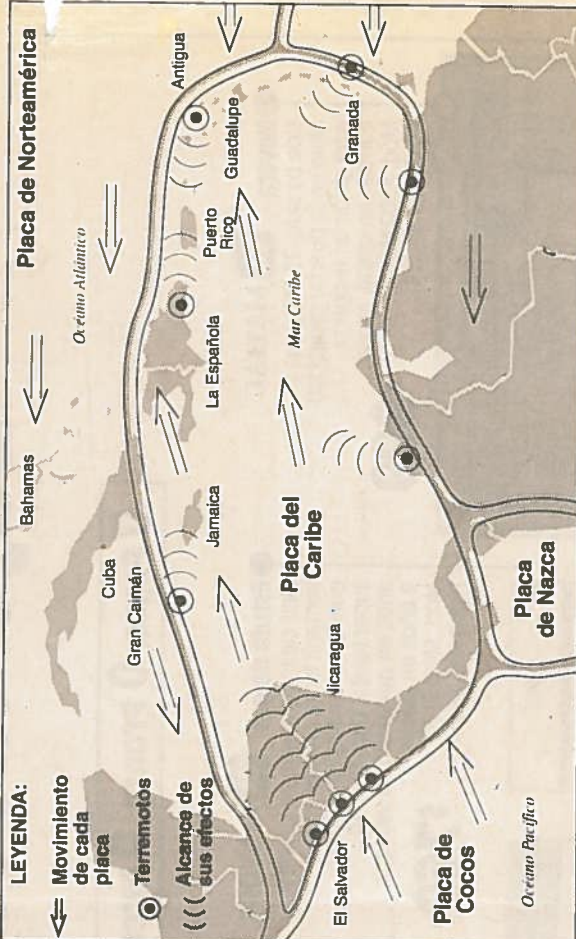 LEYENDA:
Movimiento
de cada
placa
Terremotos
Alcance de
sus efectos
Bahamas
Placa de Norteamérica
Océano Atlántico
Antigua
Cuba
Gran Caimán
Jamaica
La Española
Puerto
Rico
Guadalupe
Granada
Mar Caribe
Placa del
Caribe
Nicaragua
El Salvador
Placa de
Cocos
Océano Pacífico
Placa
de Nazca